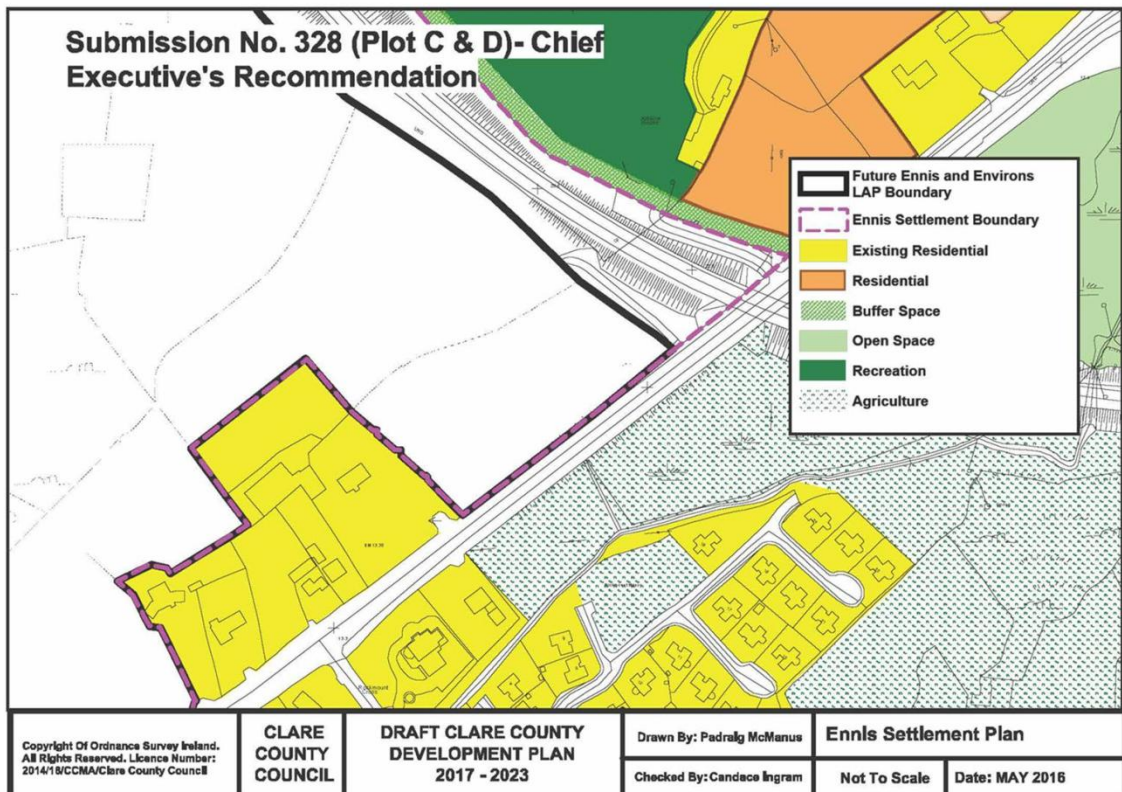 Submission No. 328 (Plot C & D)- Chief
Executive's Recommendation
Future Ennis and Environs
LAP Boundary
Ennis Settlement Boundary
Existing Residential
Residential
Buffer Space
Open Space
Recreation
Agriculture
Copyright Of Ordnance Survey Ireland.
All Rights Reserved. Licence Number:
2014/18/CCMA/Clare County Council
CLARE
COUNTY
COUNCIL
DRAFT CLARE COUNTY
DEVELOPMENT PLAN
2017 - 2023
Drawn By: Padraig McManus
Checked By: Candace Ingram
Ennis Settlement Plan
Not To Scale
Date: MAY 2016